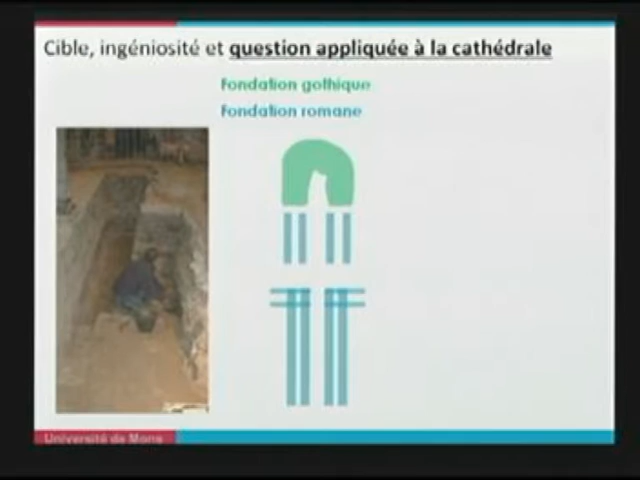 Cible, ingéniosité et question appliquée à la cathédrale
Fondation gothique
Fondation romane
Université de Mons